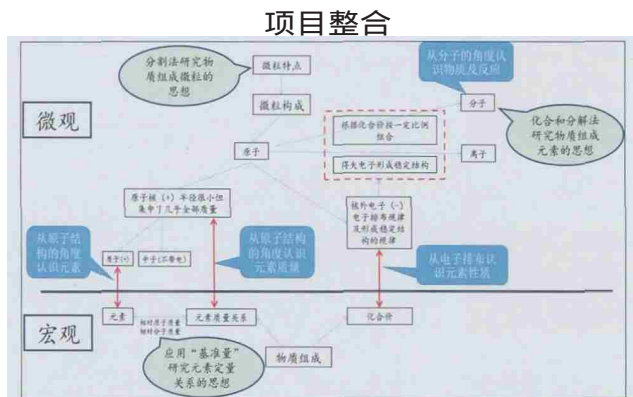 项目整合
分割法研究物
质组成微粒的
思想
微粒特点
从分子的角度认
识物质及反应
微观
微粒构成
分子
化合和分解法
研究物质组成
元素的思想
根据化合价按一定比例
组合
原子
离子
得失电子形成稳定结构
原子核（+）半径很小但
集中了几乎全部质量
核外电子（-）
电子排布规律
及形成稳定结
构的规律
从原子结
构的角度
认识元素
质子(+)
中子(不带电)
从原子结构
的角度认识
元素质量
从电子排布认
识元素性质
宏观
元素
相对原子质量
相对分子质量
元素质量关系
化合价
应用“基准量”
研究元素定量
关系的思想
物质组成